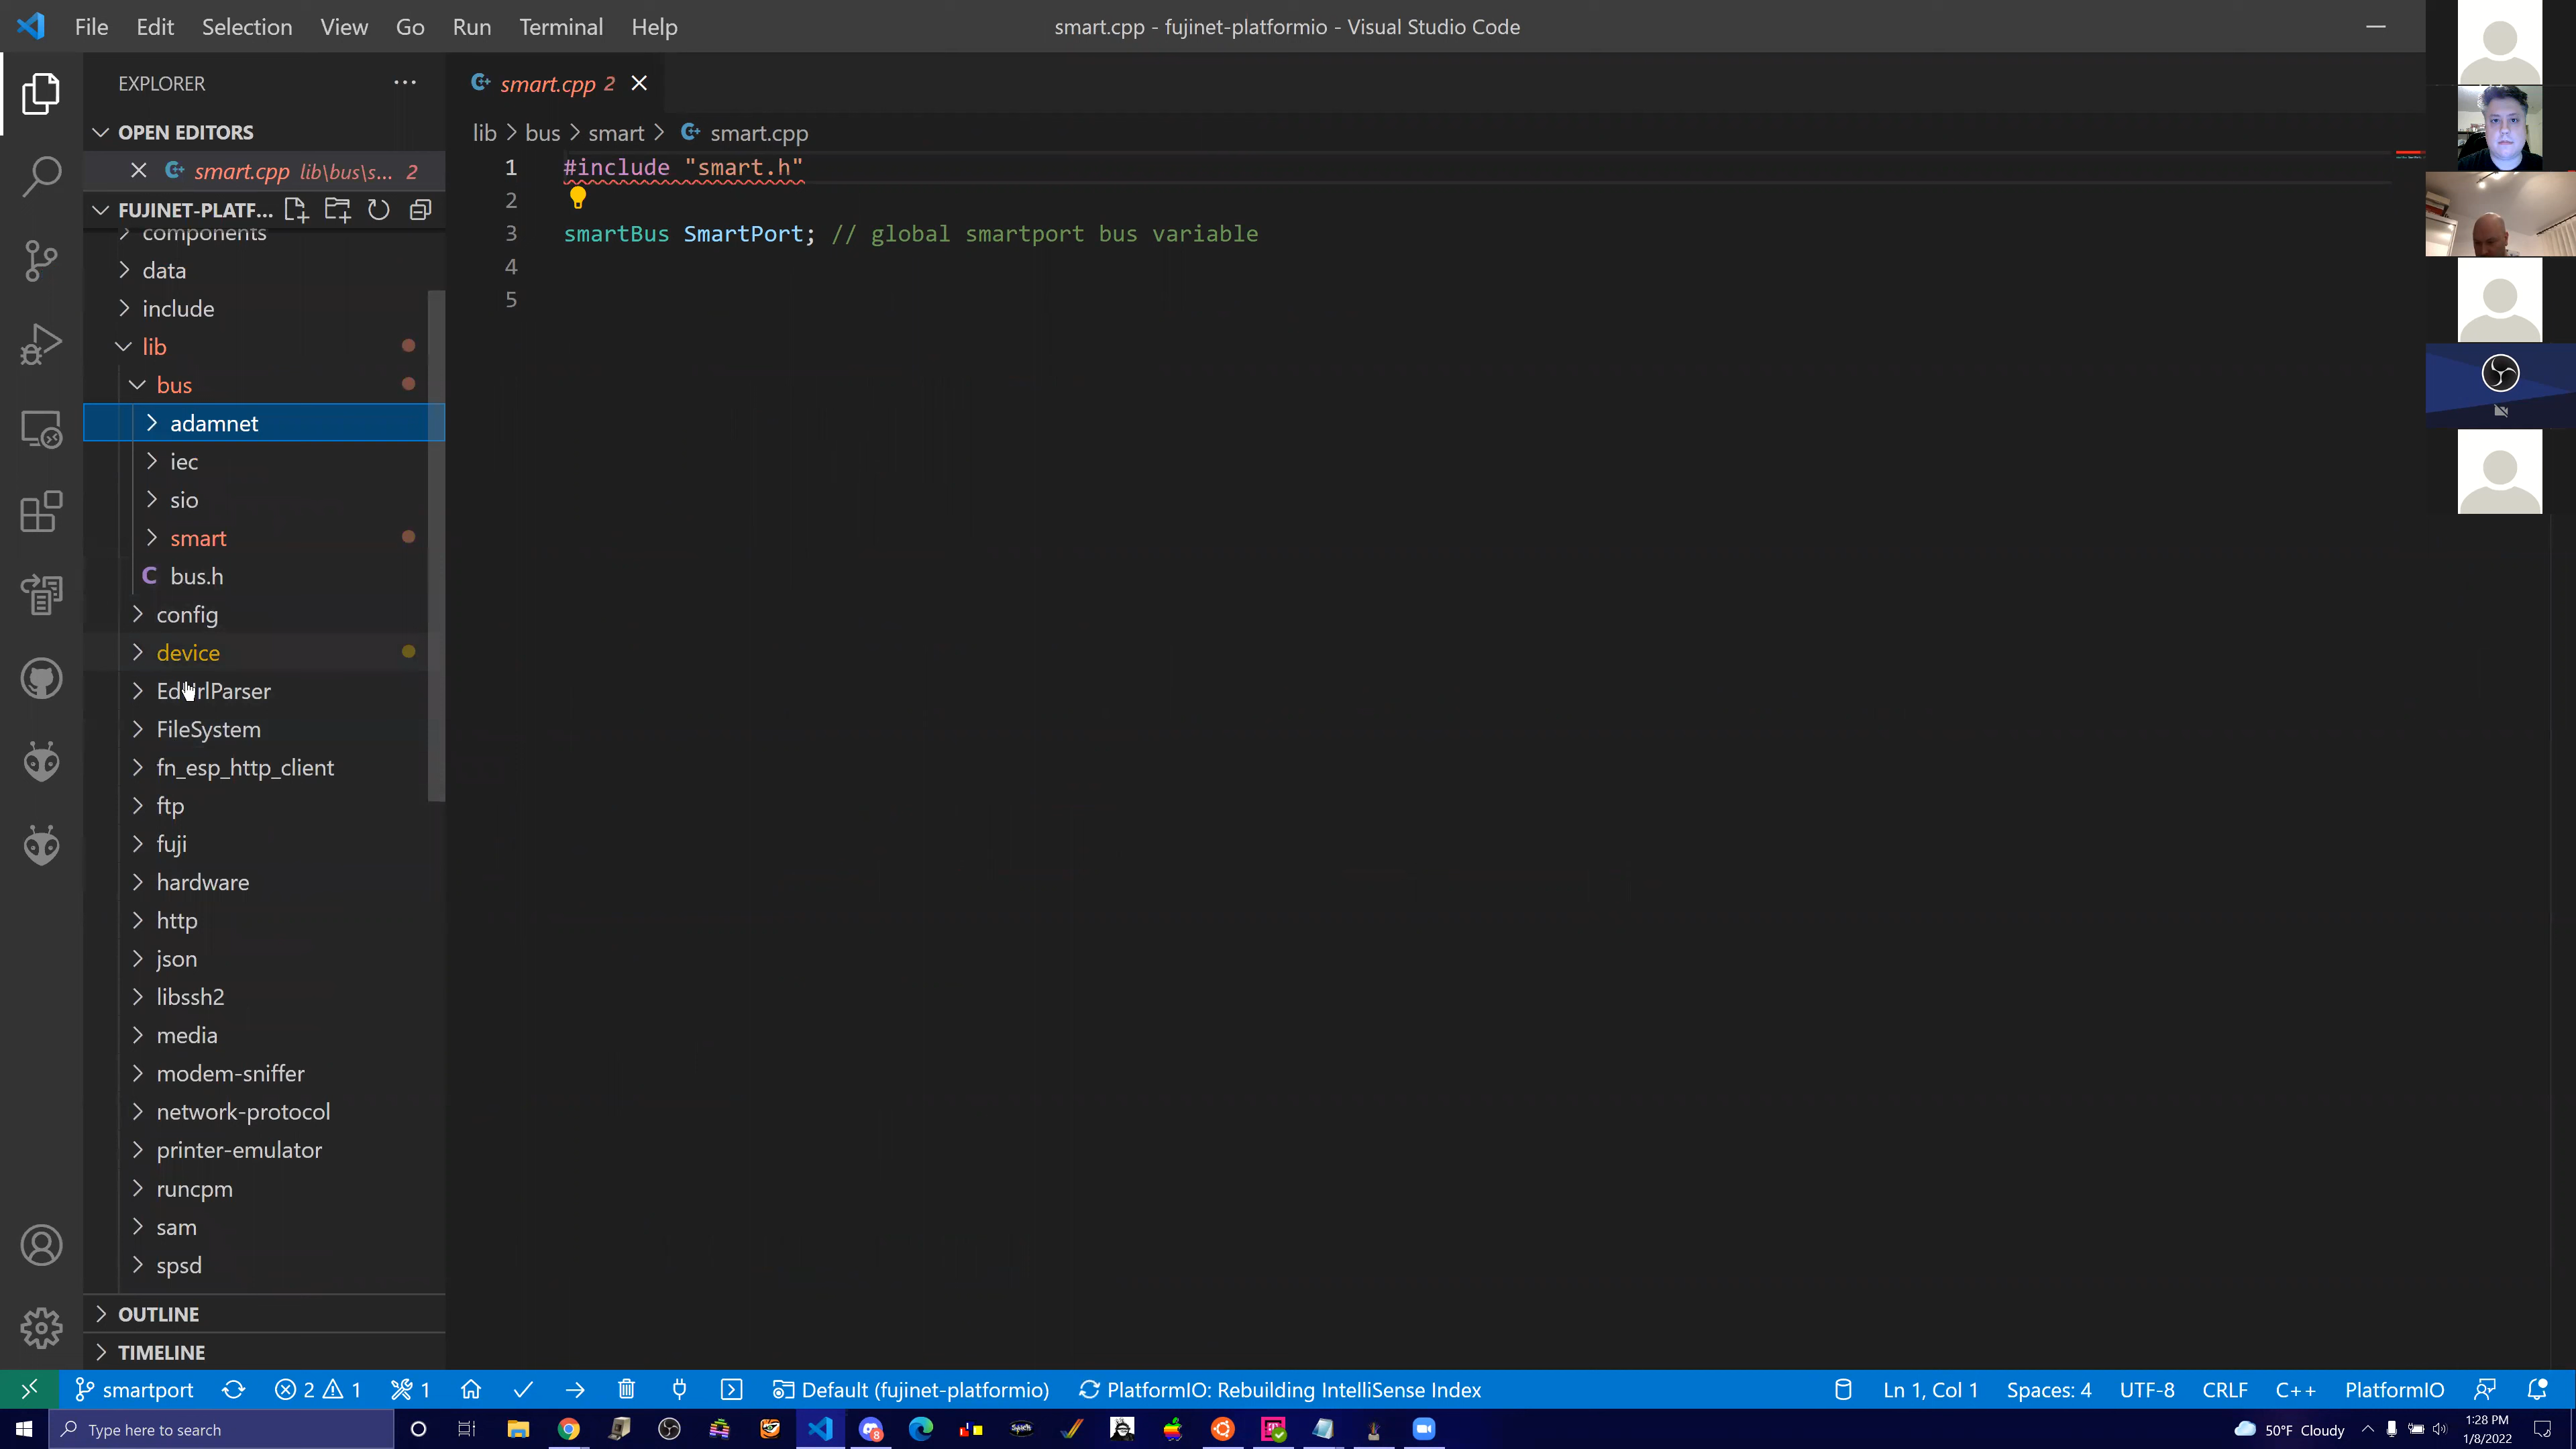 File Edit Selection View Go Run Terminal Help
smart.cpp - fujinet-platformio - Visual Studio Code
EXPLORER
smart.cpp 2
OPEN EDITORS
lib > bus > smart > smart.cpp
smart.cpp lib\bus\s... 2
FUJINET-PLATF...
components
data
include
lib
bus
adamnet
iec
sio
smart
bus.h
config
device
FileSystem
fn_esp_http_client
ftp
fuji
hardware
http
json
libssh2
media
modem-sniffer
network-protocol
printer-emulator
runcpm
sam
spsd
OUTLINE
TIMELINE
1 #include "smart.h"
2
3 smartBus SmartPort; // global smartport bus variable
4
5
smartport 2 1 1 Default (fujinet-platformio) PlatformIO: Rebuilding IntelliSense Index Ln 1, Col 1 Spaces: 4 UTF-8 CRLF C++ PlatformIO
Type here to search
8
50°F Cloudy
1:28 PM
1/8/2022